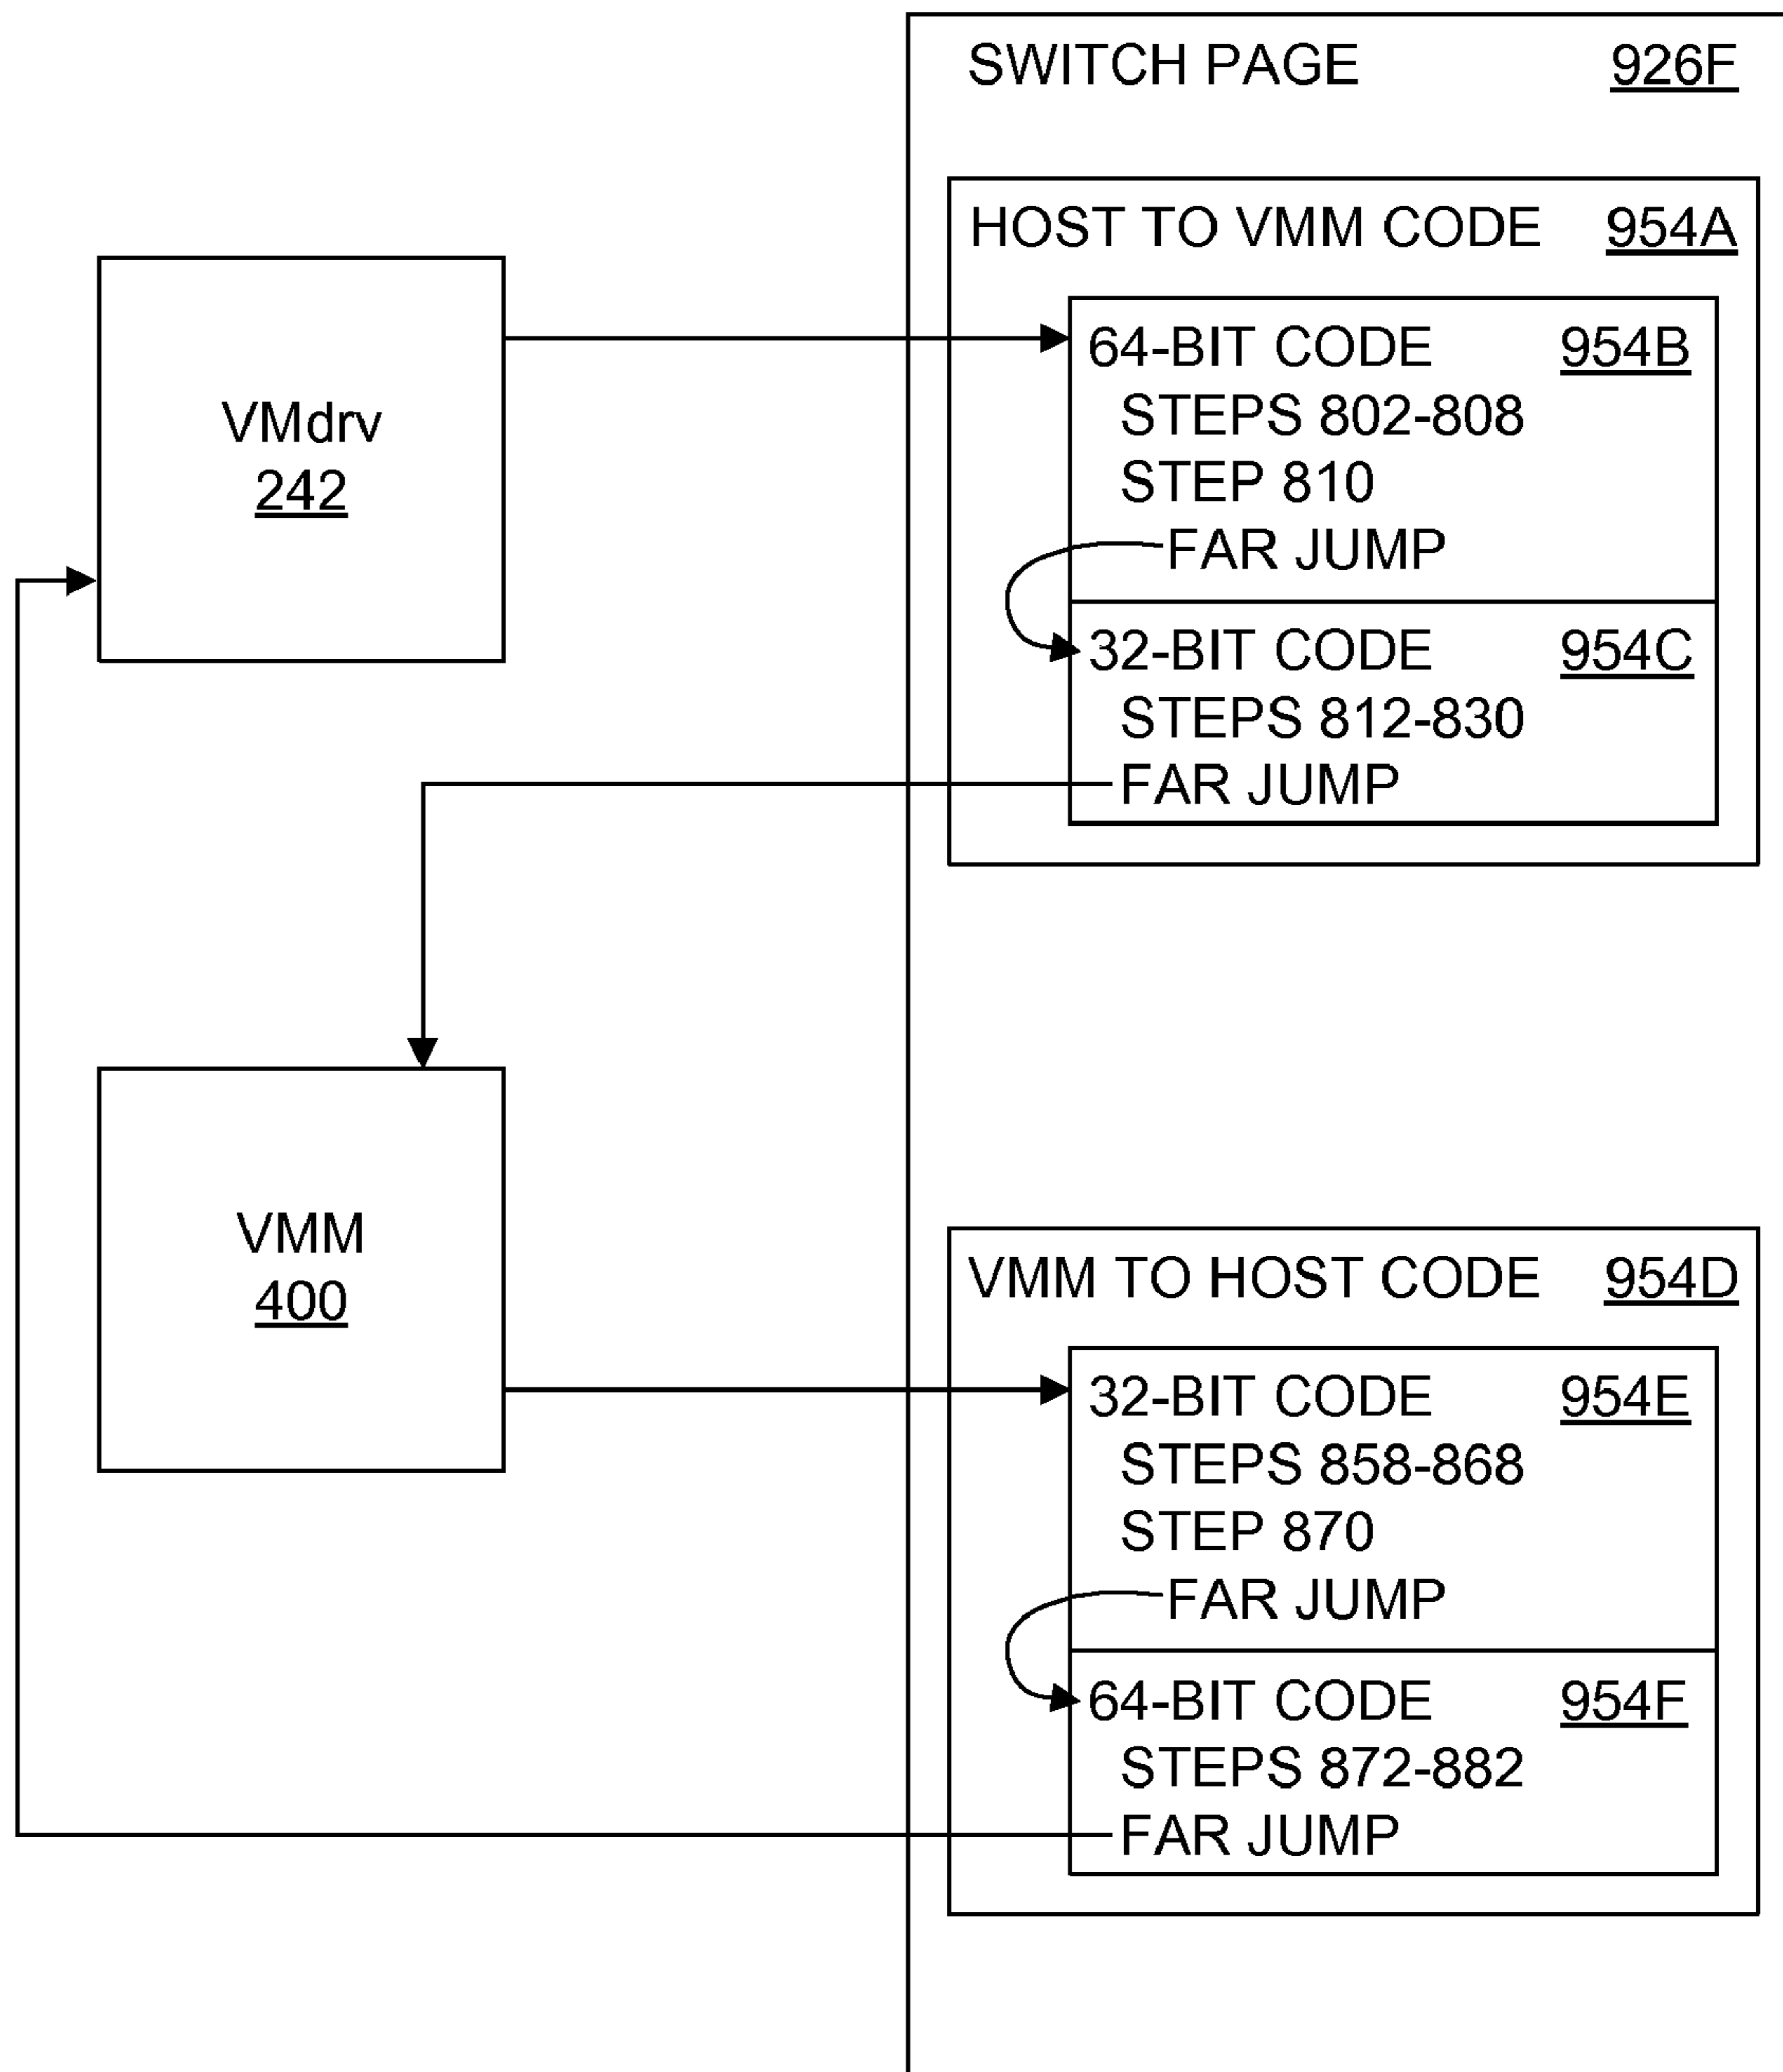 SWITCH PAGE 926F
HOST TO VMM CODE 954A
VMdrv
242
64-BIT CODE 954B
STEPS 802-808
STEP 810
FAR JUMP
32-BIT CODE 954C
STEPS 812-830
FAR JUMP
VMM
400
VMM TO HOST CODE 954D
32-BIT CODE 954E
STEPS 858-868
STEP 870
FAR JUMP
64-BIT CODE 954F
STEPS 872-882
FAR JUMP